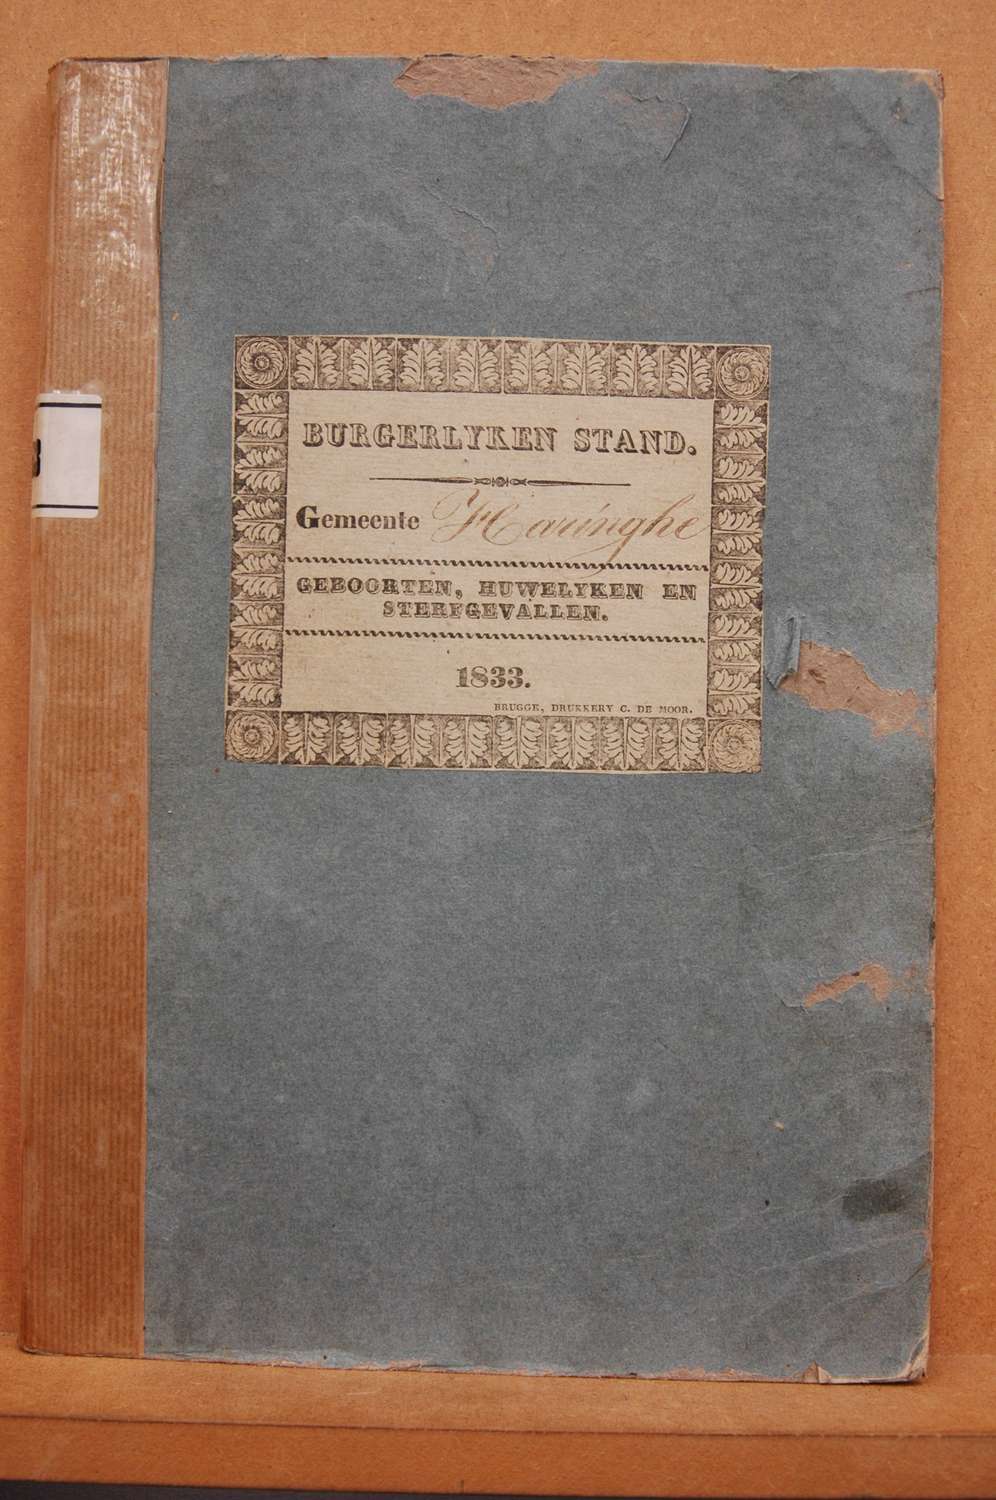 BURGERLYKEN STAND.
Gemeente Haringhe
GEBOORTEN, HUWELYKEN EN
STERFGEVALLEN.
1833.
BRUGGE, DRUKKERY C. DE MOOR.